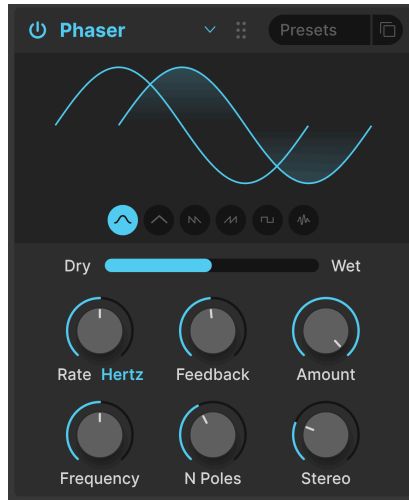 Phaser Presets
Dry Wet
Rate Hertz Feedback Amount
Frequency N Poles Stereo